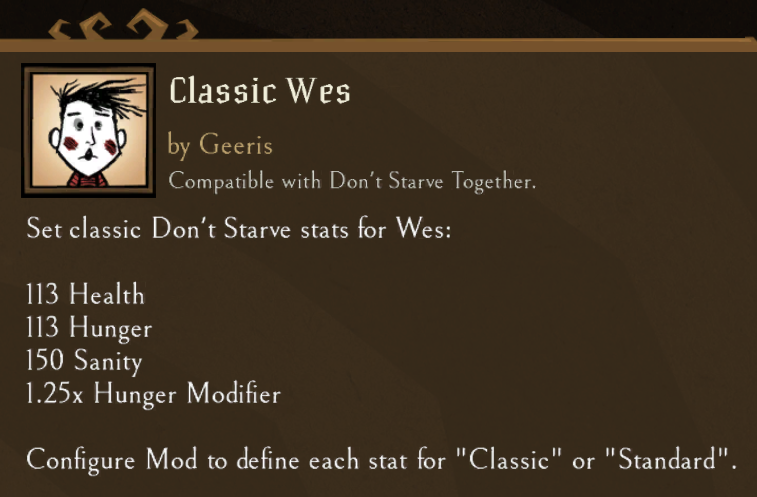 Classic Wes
by Geeris
Compatible with Don't Starve Together.
Set classic Don't Starve stats for Wes:
113 Health
113 Hunger
150 Sanity
1.25x Hunger Modifier
Configure Mod to define each stat for "Classic" or "Standard".